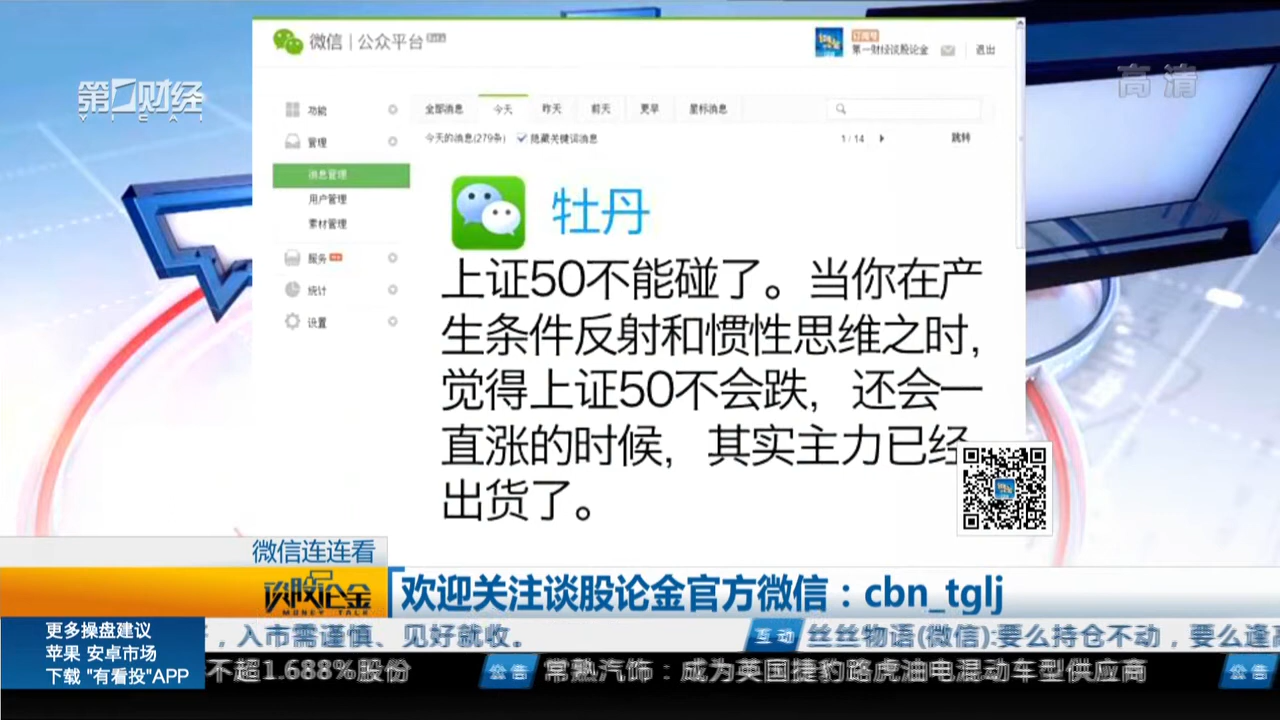 微信 | 公众平台
订阅号
第一财经谈股论金
退出
第一财经
YICAI
高清
功能
管理
消息管理
用户管理
素材管理
服务
统计
设置
全部消息 今天 昨天 前天 更早 星标消息
今天的消息(279条) 隐藏关键词消息 1 / 14 跳转
牡丹
上证50不能碰了。当你在产
生条件反射和惯性思维之时,
觉得上证50不会跌，还会一
直涨的时候，其实主力已经
出货了。
微信连连看
谈股论金
MONEY TALK
欢迎关注谈股论金官方微信：cbn_tglj
更多操盘建议
苹果 安卓市场
下载 "有看投"APP
，入市需谨慎、见好就收。 互动 丝丝物语(微信):要么持仓不动，要么逢
不超1.688%股份 公告 常熟汽饰：成为英国捷豹路虎油电混动车型供应商 公告